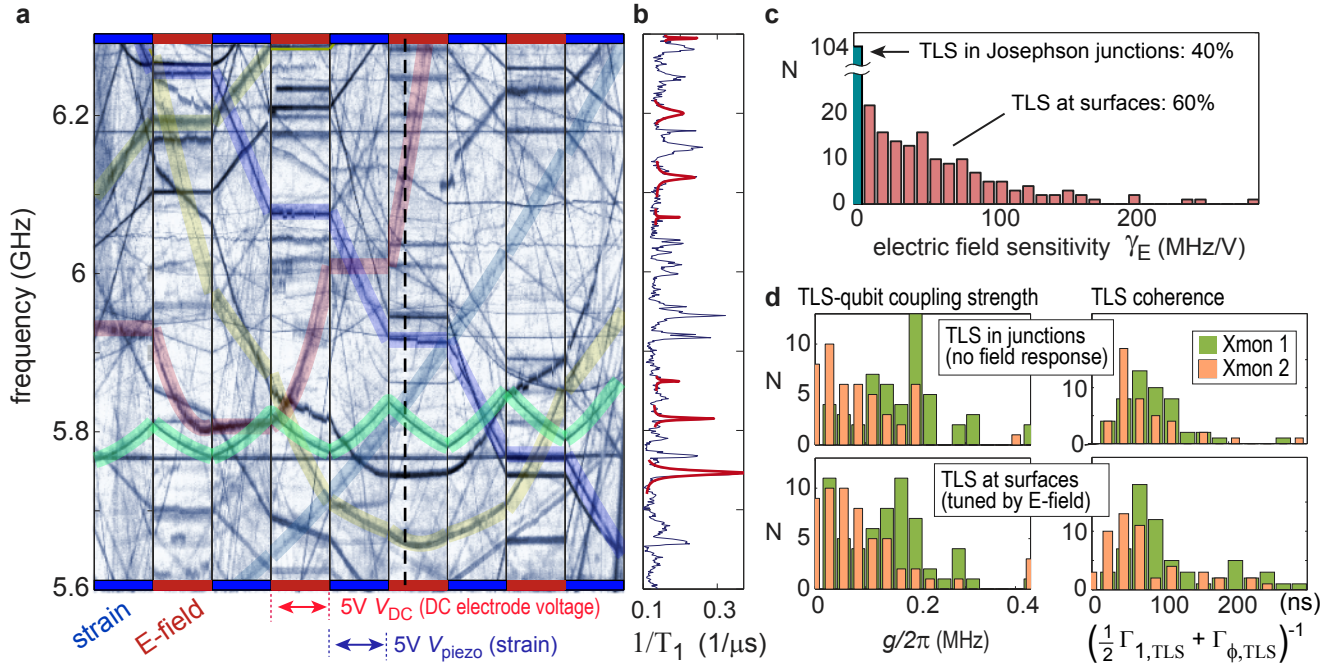 a
6.2
6
5.8
5.6
frequency (GHz)
strain
E-field
5V V_DC (DC electrode voltage)
5V V_piezo (strain)
b
0.1
0.3
1/T_1 (1/μs)
c
104
N
20
10
0
TLS in Josephson junctions: 40%
TLS at surfaces: 60%
0
100
200
electric field sensitivity γ_E (MHz/V)
d
TLS-qubit coupling strength
TLS coherence
TLS in junctions
(no field response)
Xmon 1
Xmon 2
10
5
0
N
10
0
TLS at surfaces
(tuned by E-field)
10
5
0
N
10
0
0
0.2
0.4
g/2π (MHz)
0
100
200
(ns)
(1/2 Γ_1,TLS + Γ_ϕ,TLS)^-1